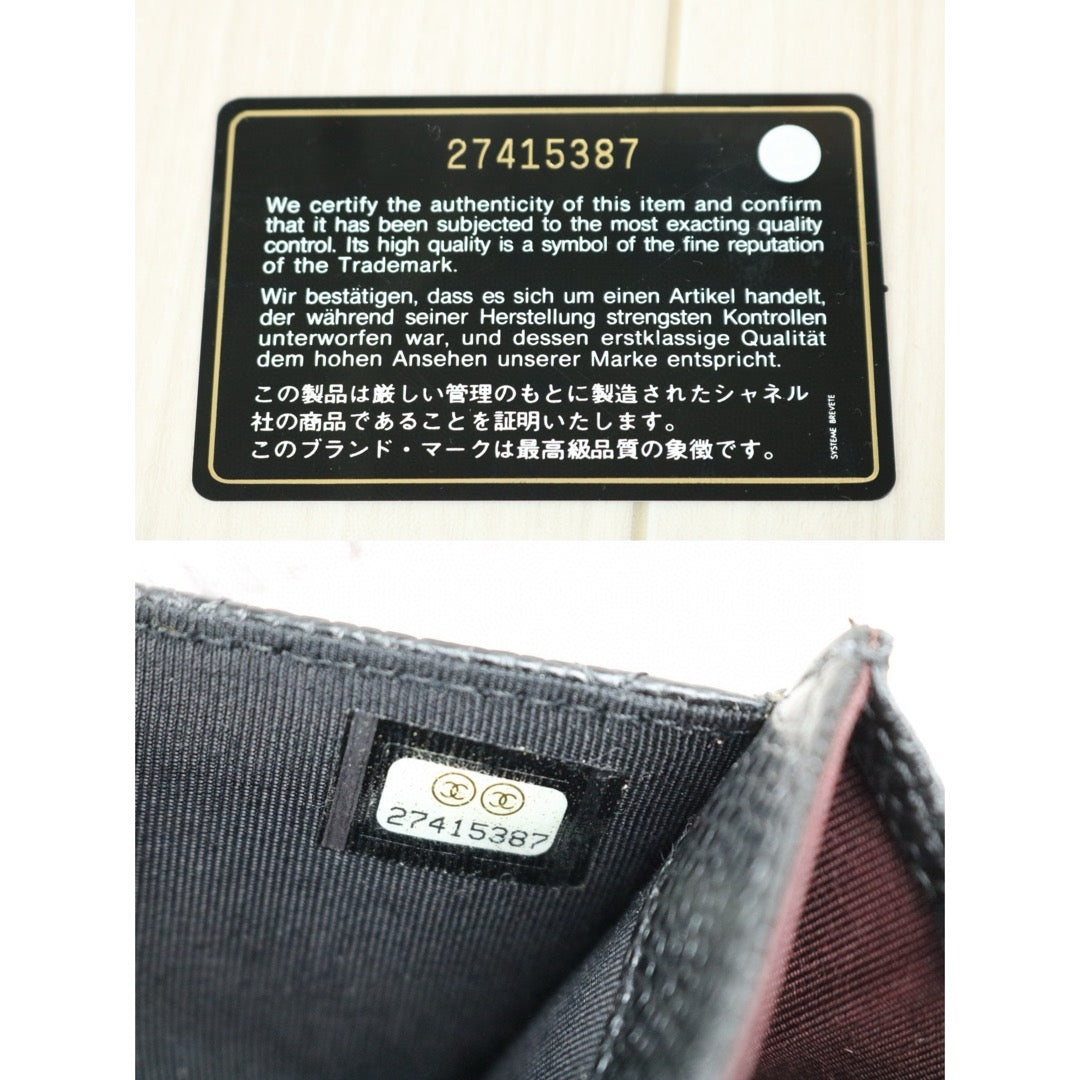 27415387
We certify the authenticity of this item and confirm
that it has been subjected to the most exacting quality
control. Its high quality is a symbol of the fine reputation
of the Trademark.
Wir bestätigen, dass es sich um einen Artikel handelt,
der während seiner Herstellung strengsten Kontrollen
unterworfen war, und dessen erstklassige Qualität
dem hohen Ansehen unserer Marke entspricht.
この製品は厳しい管理のもとに製造されたシャネル
社の商品であることを証明いたします。
このブランド・マークは最高級品質の象徴です。
SYSTEME BREVETE
27415387